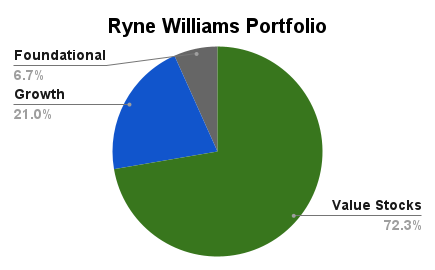 Ryne Williams Portfolio
Foundational
6.7%
Growth
21.0%
Value Stocks
72.3%